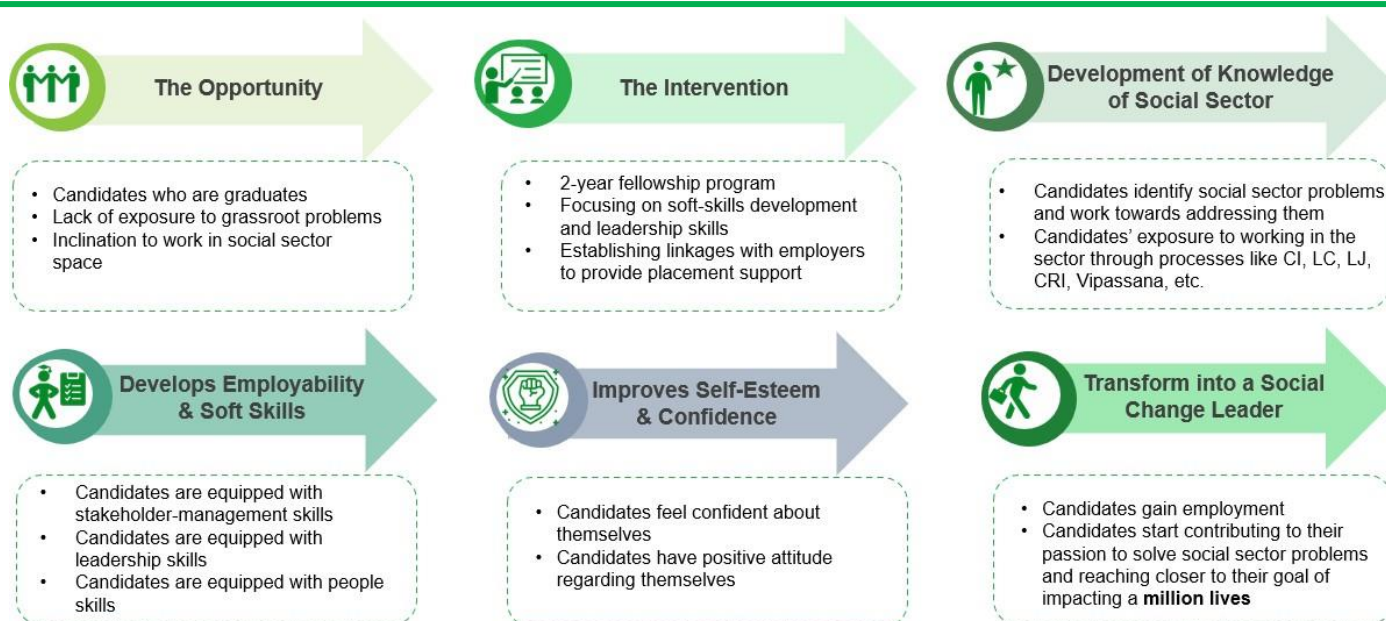 The Opportunity
• Candidates who are graduates
• Lack of exposure to grassroot problems
• Inclination to work in social sector
space
The Intervention
• 2-year fellowship program
• Focusing on soft-skills development
and leadership skills
• Establishing linkages with employers
to provide placement support
Development of Knowledge
of Social Sector
• Candidates identify social sector problems
and work towards addressing them
• Candidates’ exposure to working in the
sector through processes like CI, LC, LJ,
CRI, Vipassana, etc.
Develops Employability
& Soft Skills
• Candidates are equipped with
stakeholder-management skills
• Candidates are equipped with
leadership skills
• Candidates are equipped with people
skills
Improves Self-Esteem
& Confidence
• Candidates feel confident about
themselves
• Candidates have positive attitude
regarding themselves
Transform into a Social
Change Leader
• Candidates gain employment
• Candidates start contributing to their
passion to solve social sector problems
and reaching closer to their goal of
impacting a million lives